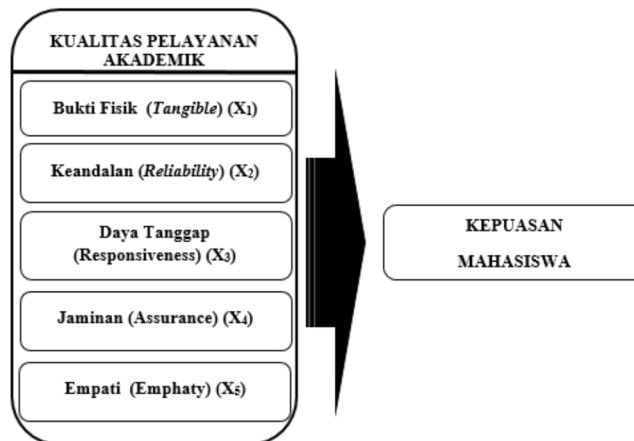 KUALITAS PELAYANAN
AKADEMIK
Bukti Fisik (Tangible) (X1)
Keandalan (Reliability) (X2)
Daya Tanggap
(Responsiveness) (X3)
Jaminan (Assurance) (X4)
Empati (Emphaty) (X5)
KEPUASAN
MAHASISWA